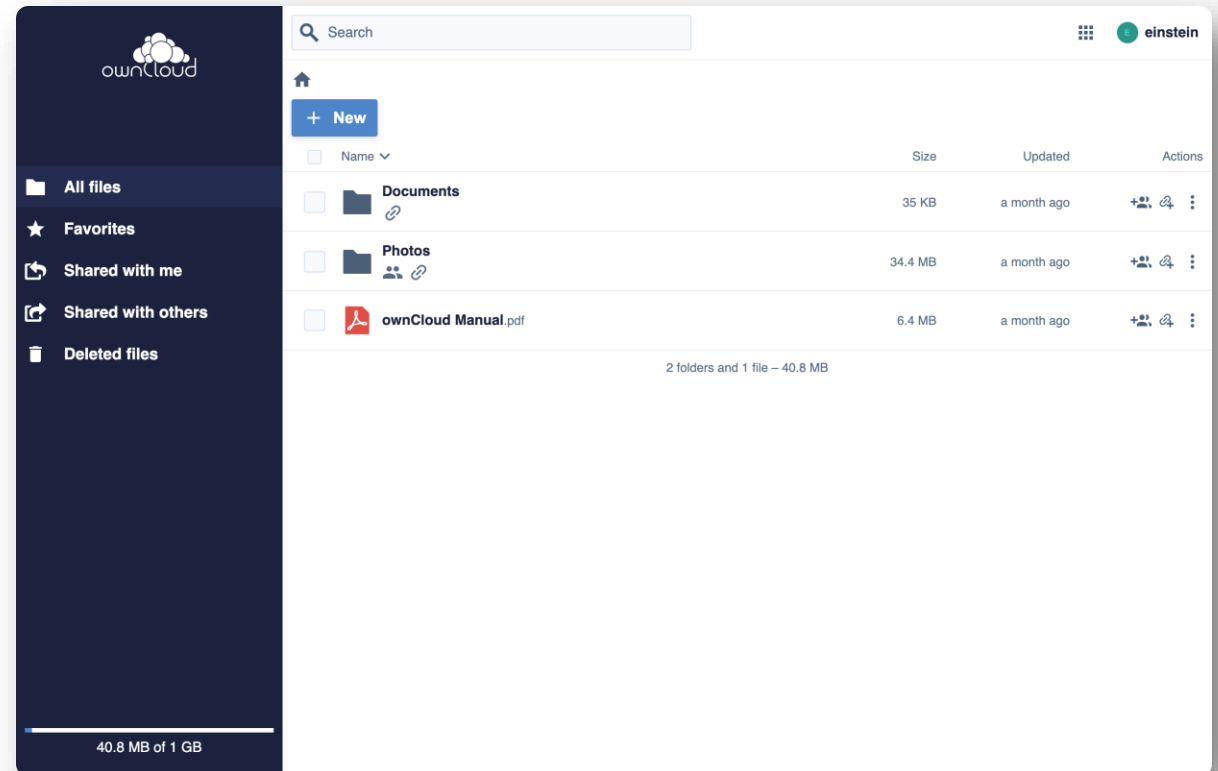 ownCloud
Search
E einstein
+ New
Name Size Updated Actions
All files
Favorites
Shared with me
Shared with others
Deleted files
Documents
35 KB a month ago
Photos
34.4 MB a month ago
ownCloud Manual.pdf 6.4 MB a month ago
2 folders and 1 file – 40.8 MB
40.8 MB of 1 GB